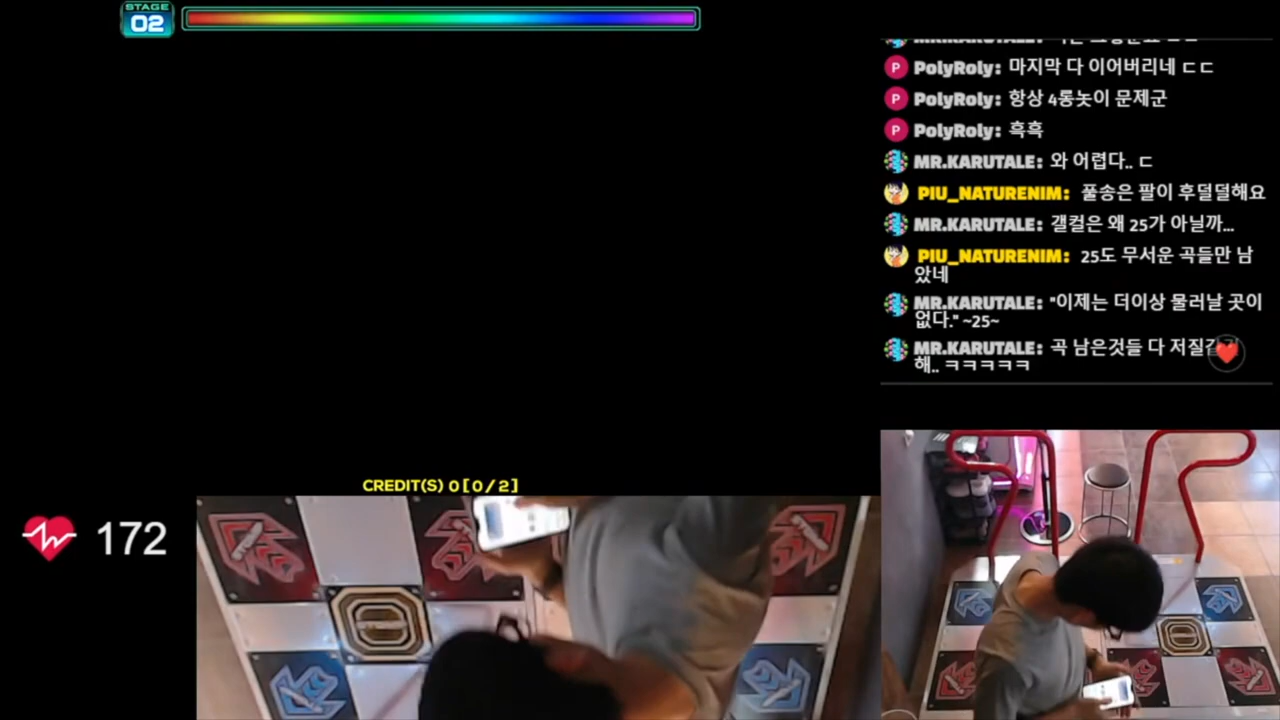 STAGE
02
PolyRoly: 마지막 다 이어버리네 ㄷㄷ
PolyRoly: 항상 4롱놋이 문제군
PolyRoly: 흑흑
MR.KARUTALE: 와 어렵다.. ㄷ
PIU_NATURENIM: 풀송은 팔이 후덜덜해요
MR.KARUTALE: 갤컬은 왜 25가 아닐까...
PIU_NATURENIM: 25도 무서운 곡들만 남
았네
MR.KARUTALE: "이제는 더이상 물러날 곳이
없다." ~25~
MR.KARUTALE: 곡 남은것들 다 저질
해.. ㅋㅋㅋㅋㅋ
CREDIT(S) 0[0/2]
172